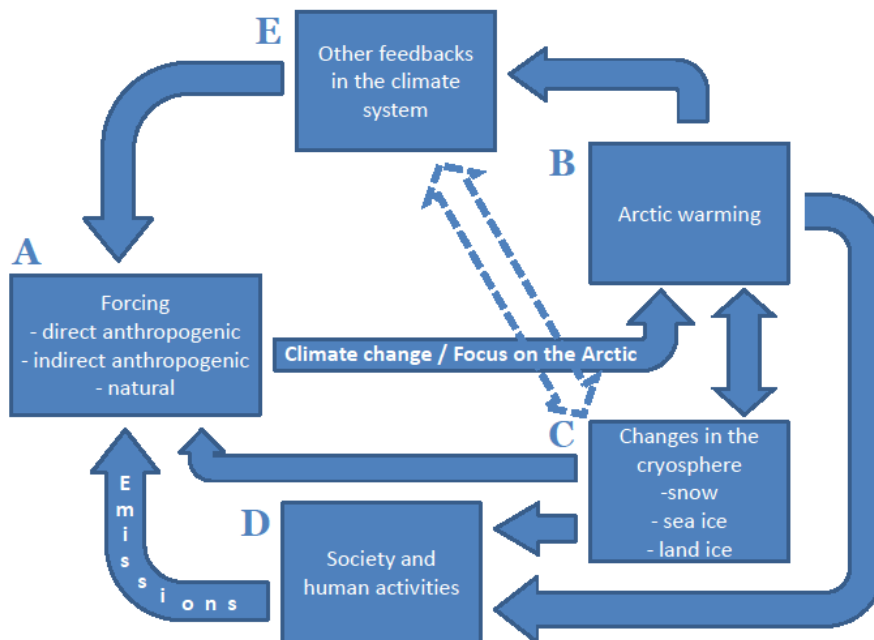 E
Other feedbacks
in the climate
system
B
Arctic warming
A
Forcing
- direct anthropogenic
- indirect anthropogenic
- natural
Climate change / Focus on the Arctic
C
Changes in the
cryosphere
-snow
- sea ice
- land ice
D
Society and
human activities
Emissions